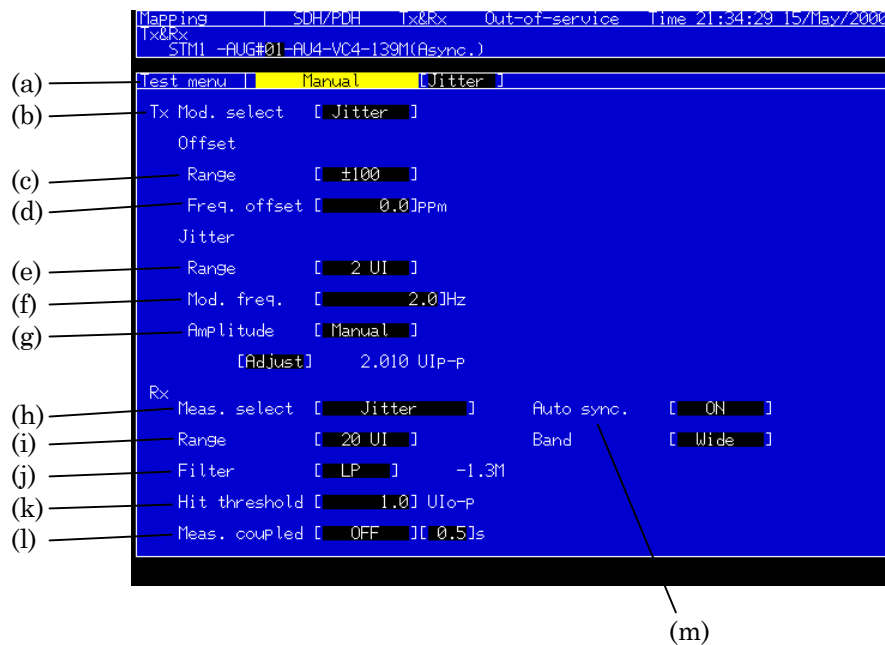 Mapping | SDH/PDH Tx&Rx Out-of-service Time 21:34:29 15/May/2000
Tx&Rx
STM1 -AUG#01-AU4-VC4-139M(Async.)
(a) Test menu | Manual [Jitter ]
(b) Tx Mod. select [ Jitter ]
Offset
(c) Range [ ±100 ]
(d) Freq. offset [ 0.0]ppm
Jitter
(e) Range [ 2 UI ]
(f) Mod. freq. [ 2.0]Hz
(g) Amplitude [ Manual ]
[Adjust] 2.010 UIp-p
Rx
(h) Meas. select [ Jitter ] Auto sync. [ ON ]
(i) Range [ 20 UI ] Band [ Wide ]
(j) Filter [ LP ] -1.3M
(k) Hit threshold [ 1.0] UIo-p
(l) Meas. coupled [ OFF ][ 0.5]s
(m)